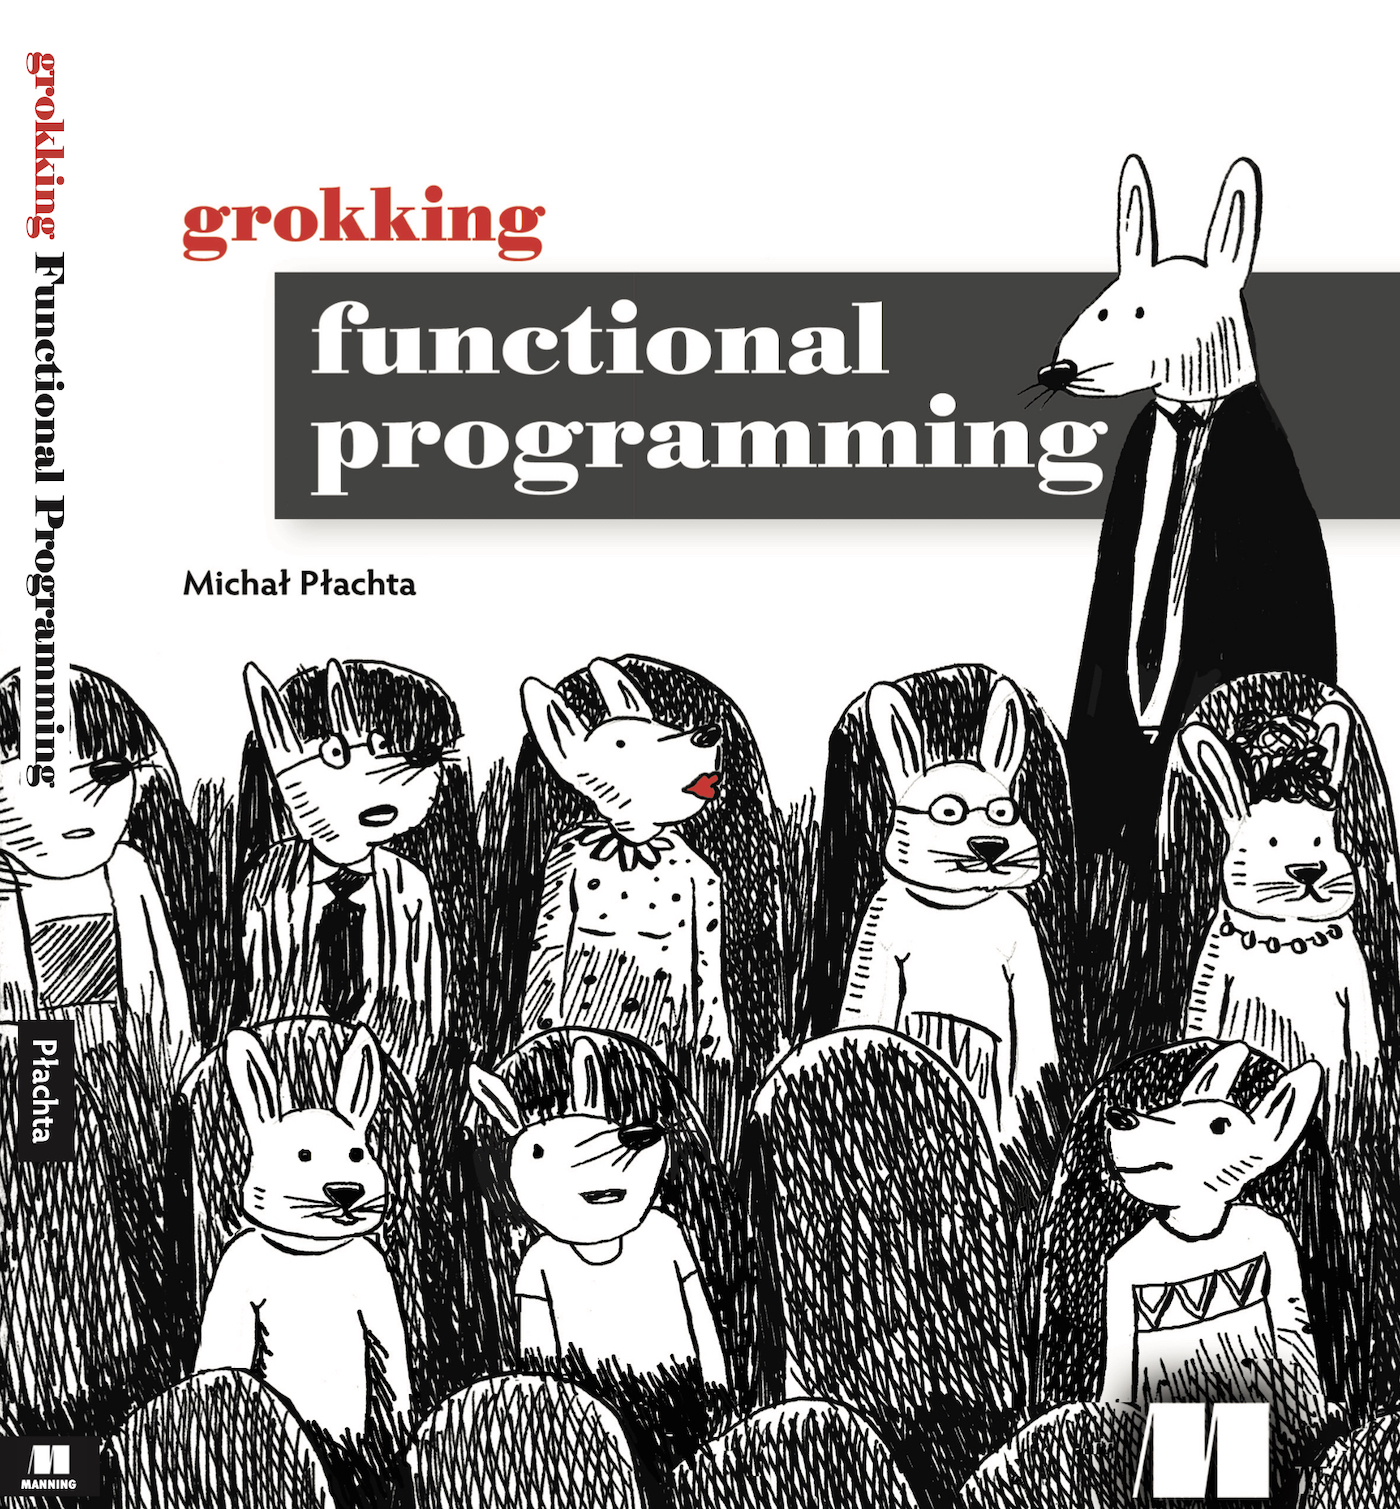 grokking Functional Programming
Płachta
MANNING
grokking
functional
programming
Michał Płachta